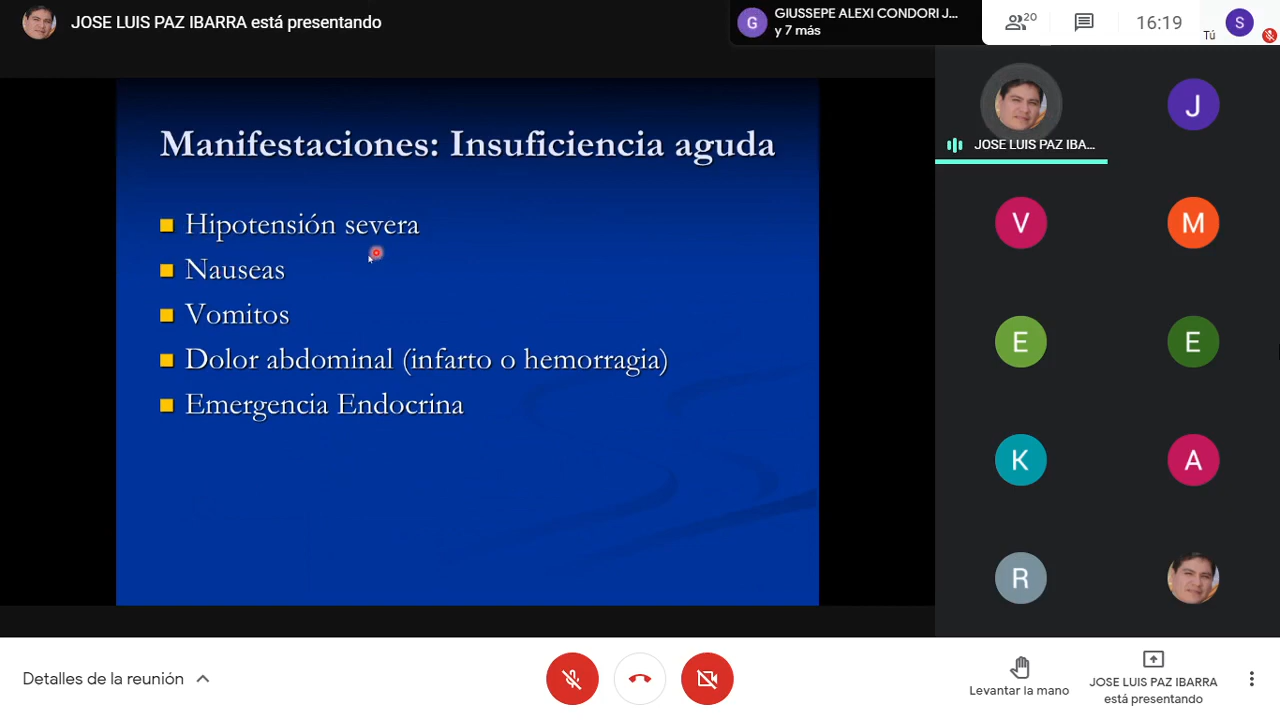 JOSE LUIS PAZ IBARRA está presentando
G
GIUSSEPE ALEXI CONDORI J...
y 7 más
20
16:19
Tú
S
Manifestaciones: Insuficiencia aguda
Hipotensión severa
Nauseas
Vomitos
Dolor abdominal (infarto o hemorragia)
Emergencia Endocrina
JOSE LUIS PAZ IBA...
J
V
M
E
E
K
A
R
Detalles de la reunión
Levantar la mano
JOSE LUIS PAZ IBARRA
está presentando